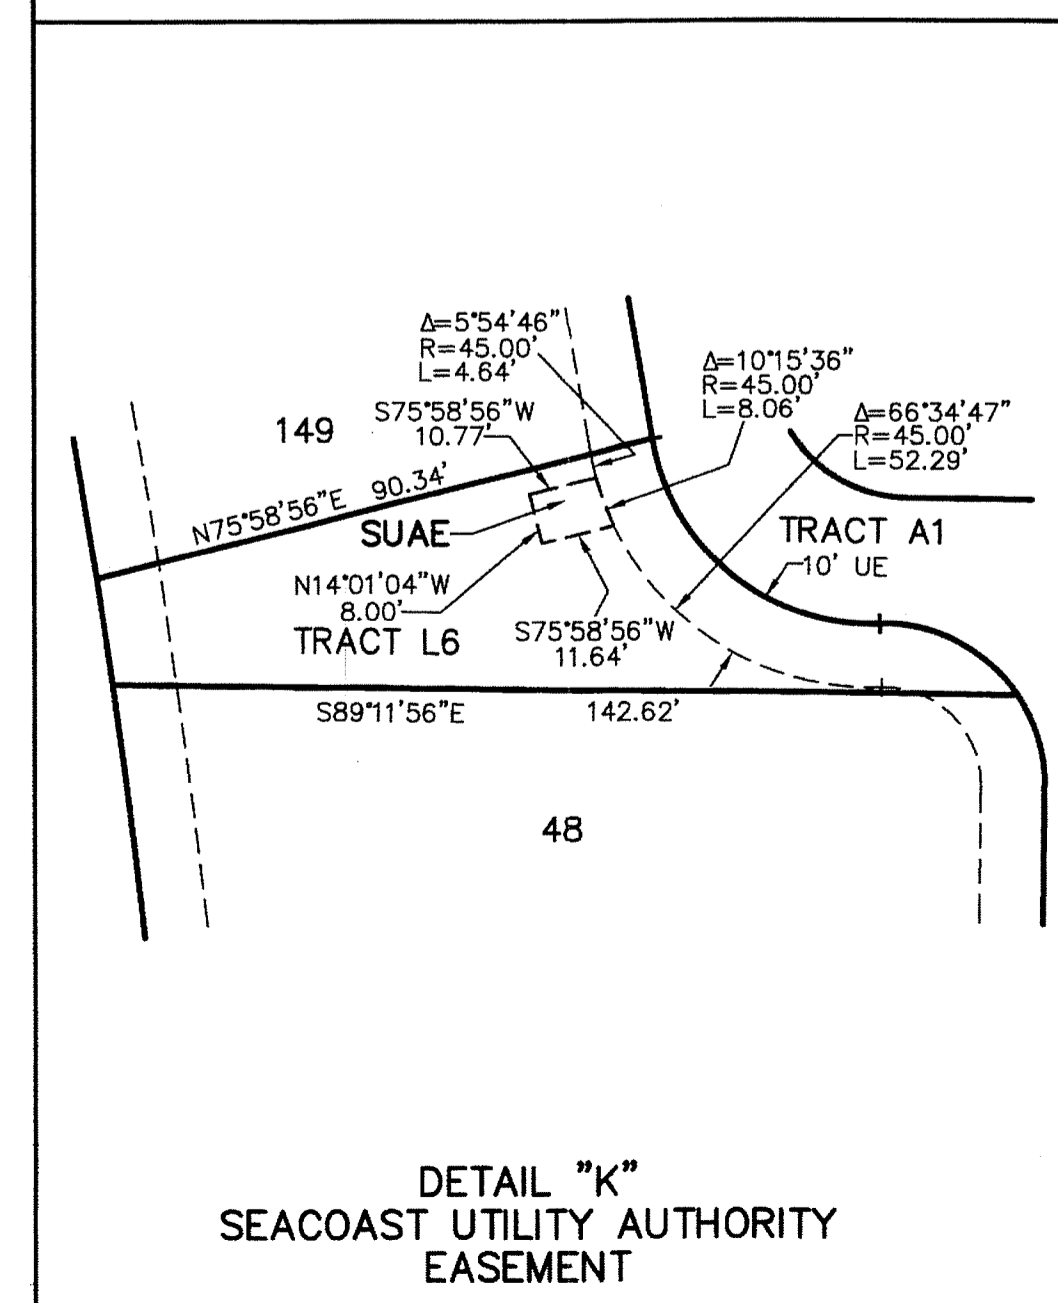 Δ=5°54'46"
R=45.00'
L=4.64'
Δ=10°15'36"
R=45.00'
L=8.06'
Δ=66°34'47"
R=45.00'
L=52.29'
S75°58'56"W
10.77'
149
N75°58'56"E 90.34'
SUAE
TRACT A1
10' UE
N14°01'04"W
8.00'
TRACT L6
S75°58'56"W
11.64'
S89°11'56"E 142.62'
48
DETAIL "K"
SEACOAST UTILITY AUTHORITY
EASEMENT